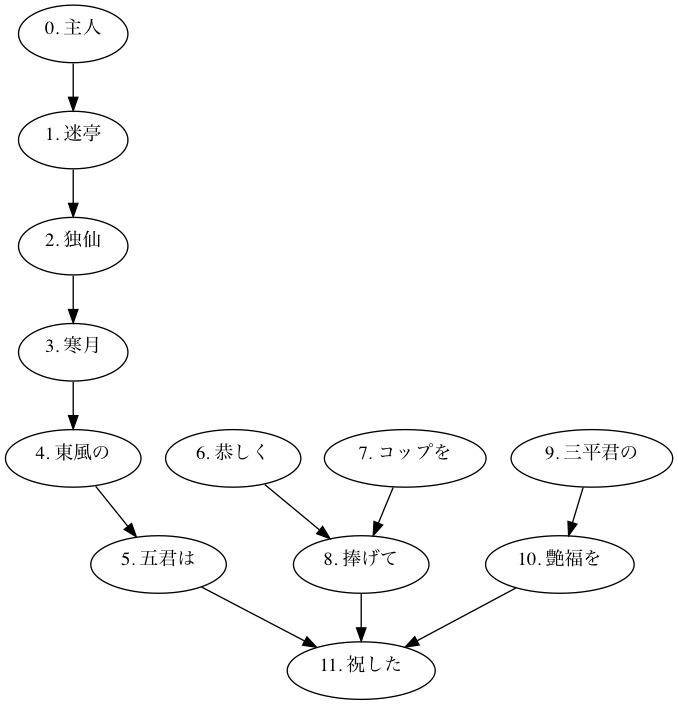 0. 主人
1. 迷亭
2. 独仙
3. 寒月
4. 東風の
6. 恭しく
7. コップを
9. 三平君の
5. 五君は
8. 捧げて
10. 艶福を
11. 祝した